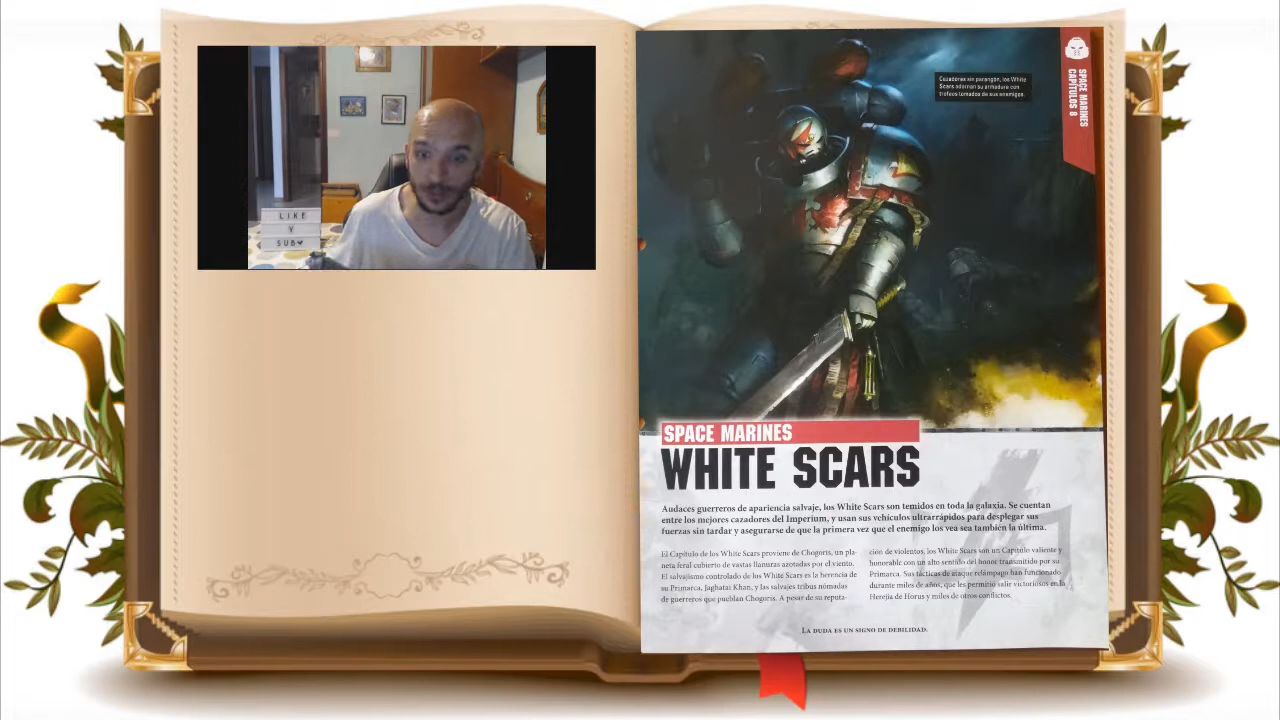 LIKE
Y
SUB♥
Cazadores sin parangón, los White
Scars adornan su armadura con
trofeos tomados de sus enemigos.
SPACE MARINES
CAPÍTULOS 8
SPACE MARINES
WHITE SCARS
Audaces guerreros de apariencia salvaje, los White Scars son temidos en toda la galaxia. Se cuentan
entre los mejores cazadores del Imperium, y usan sus vehículos ultrarrápidos para desplegar sus
fuerzas sin tardar y asegurarse de que la primera vez que el enemigo los vea sea también la última.
El Capítulo de los White Scars proviene de Chogoris, un pla-
neta feral cubierto de vastas llanuras azotadas por el viento.
El salvajismo controlado de los White Scars es la herencia de
su Primarca, Jaghatai Khan, y las salvajes tribus nómadas
de guerreros que pueblan Chogoris. A pesar de su reputa-
ción de violentos, los White Scars son un Capítulo valiente y
honorable con un alto sentido del honor transmitido por su
Primarca. Sus tácticas de ataque relámpago han funcionado
durante miles de años, que les permitió salir victoriosos en la
Herejía de Horus y miles de otros conflictos.
LA DUDA ES UN SIGNO DE DEBILIDAD.